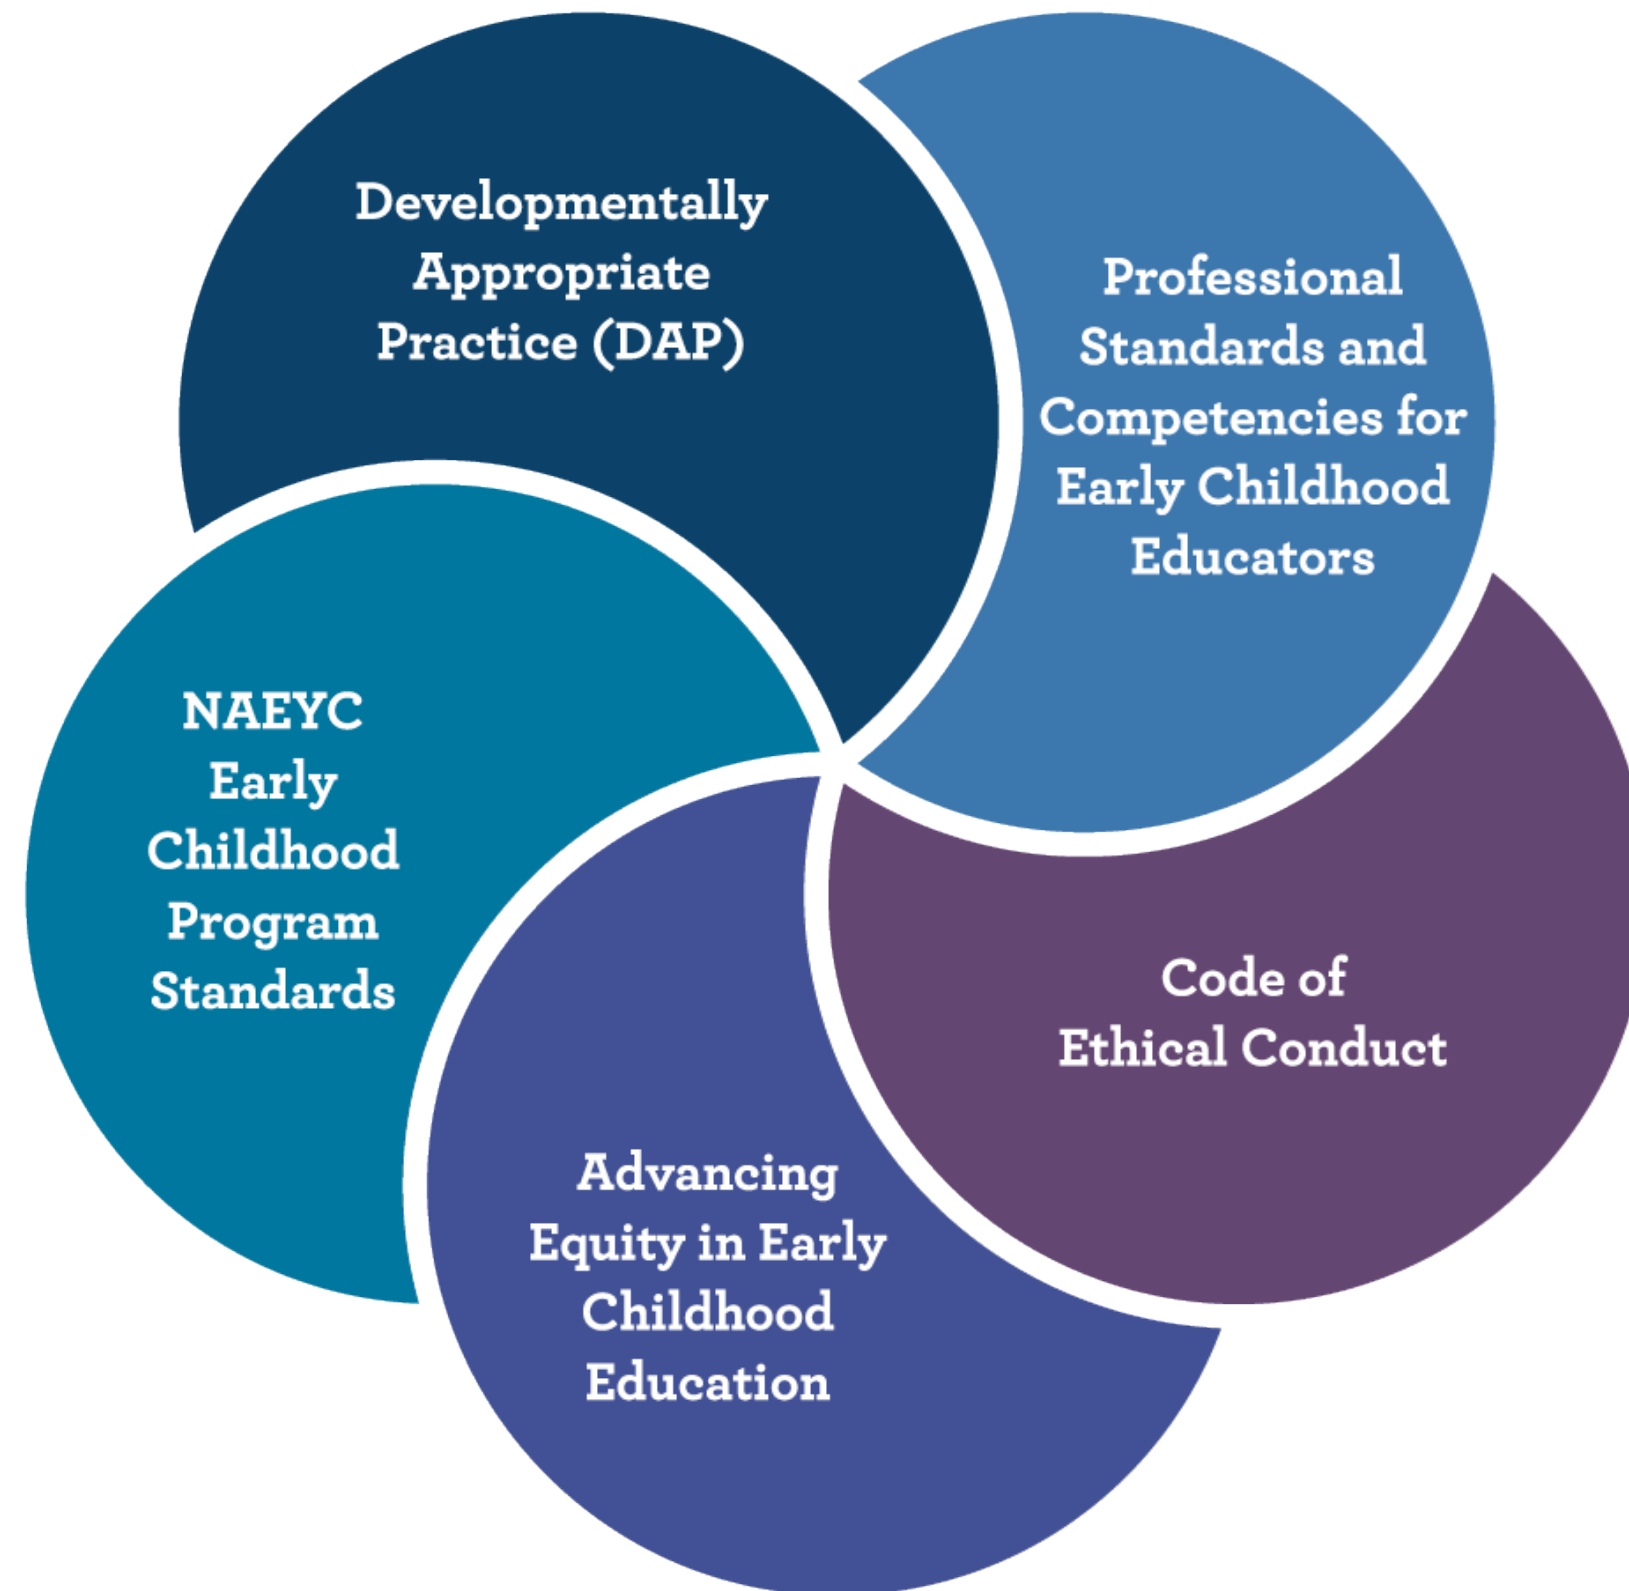 Developmentally
Appropriate
Practice (DAP)
Professional
Standards and
Competencies for
Early Childhood
Educators
NAEYC
Early
Childhood
Program
Standards
Code of
Ethical Conduct
Advancing
Equity in Early
Childhood
Education